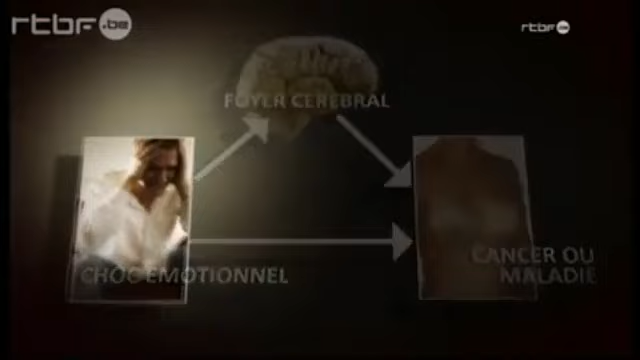 rtbf.be
rtbf.be
FOYER CEREBRAL
CHOC EMOTIONNEL
CANCER OU
MALADIE